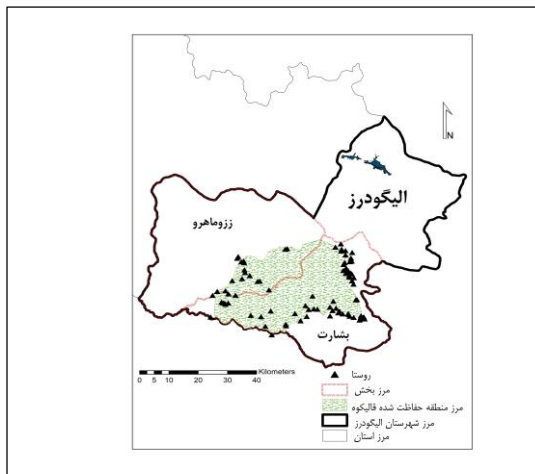 N
الیگودرز
ززوماهرو
بشارت
0 5 10 20 30 40
Kilometers
روستا
مرز بخش
مرز منطقه حفاظت شده قالیکوه
مرز شهرستان الیگودرز
مرز استان